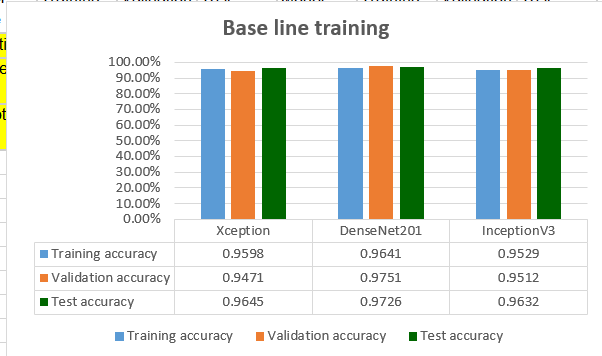 Base line training
100.00%
90.00%
80.00%
70.00%
60.00%
50.00%
40.00%
30.00%
20.00%
10.00%
0.00%
Xception DenseNet201 InceptionV3
Training accuracy 0.9598 0.9641 0.9529
Validation accuracy 0.9471 0.9751 0.9512
Test accuracy 0.9645 0.9726 0.9632
Training accuracy Validation accuracy Test accuracy